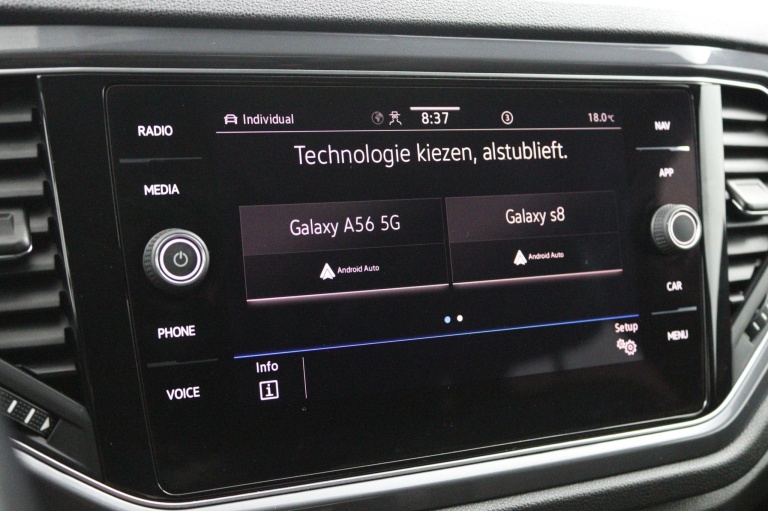 RADIO
MEDIA
PHONE
VOICE
Individual
8:37
3
18.0°C
Technologie kiezen, alstublieft.
Galaxy A56 5G
Android Auto
Galaxy s8
Android Auto
Setup
Info
i
NAV
APP
CAR
MENU